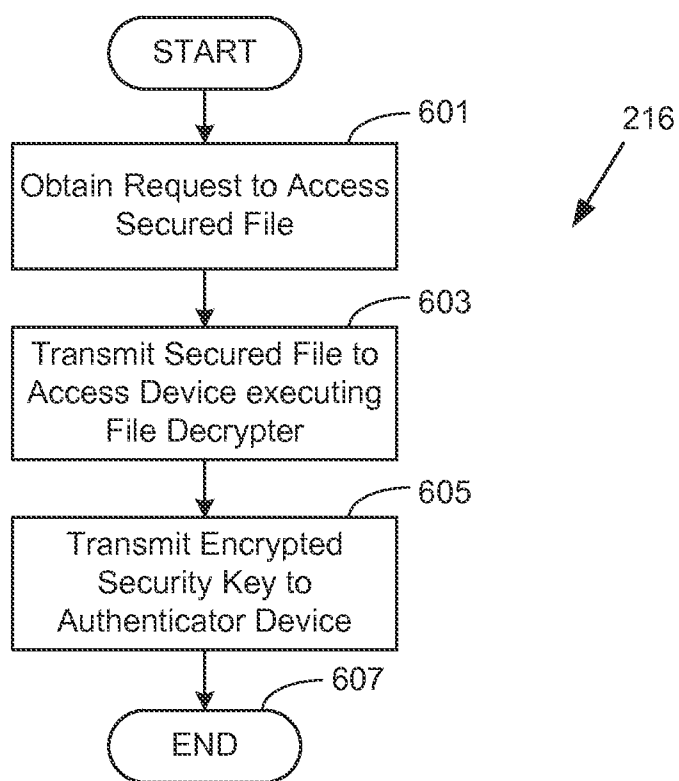 START
601
216
Obtain Request to Access
Secured File
603
Transmit Secured File to
Access Device executing
File Decrypter
605
Transmit Encrypted
Security Key to
Authenticator Device
607
END